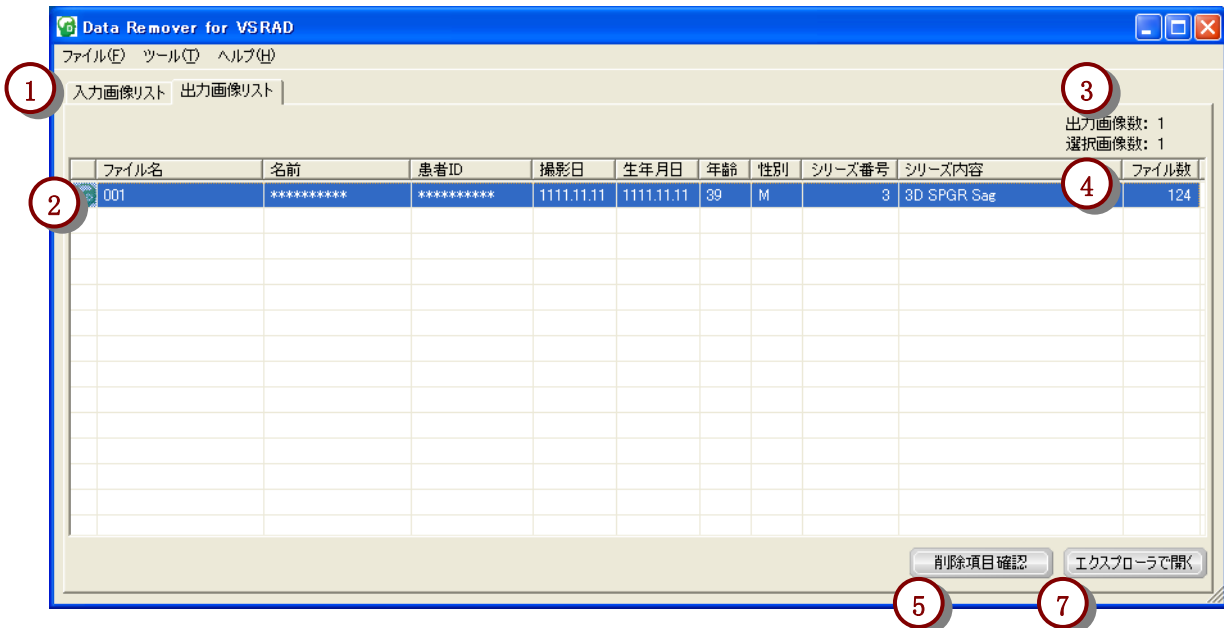 Data Remover for VSRAD
ファイル(F) ツール(T) ヘルプ(H)
1
入力画像リスト 出力画像リスト
3
出力画像数: 1
選択画像数: 1
ファイル名 名前 患者ID 撮影日 生年月日 年齢 性別 シリーズ番号 シリーズ内容 ファイル数
4
2
001 ********** ********** 1111.11.11 1111.11.11 39 M 3 3D SPGR Sag 124
削除項目確認 エクスプローラで開く
5
7